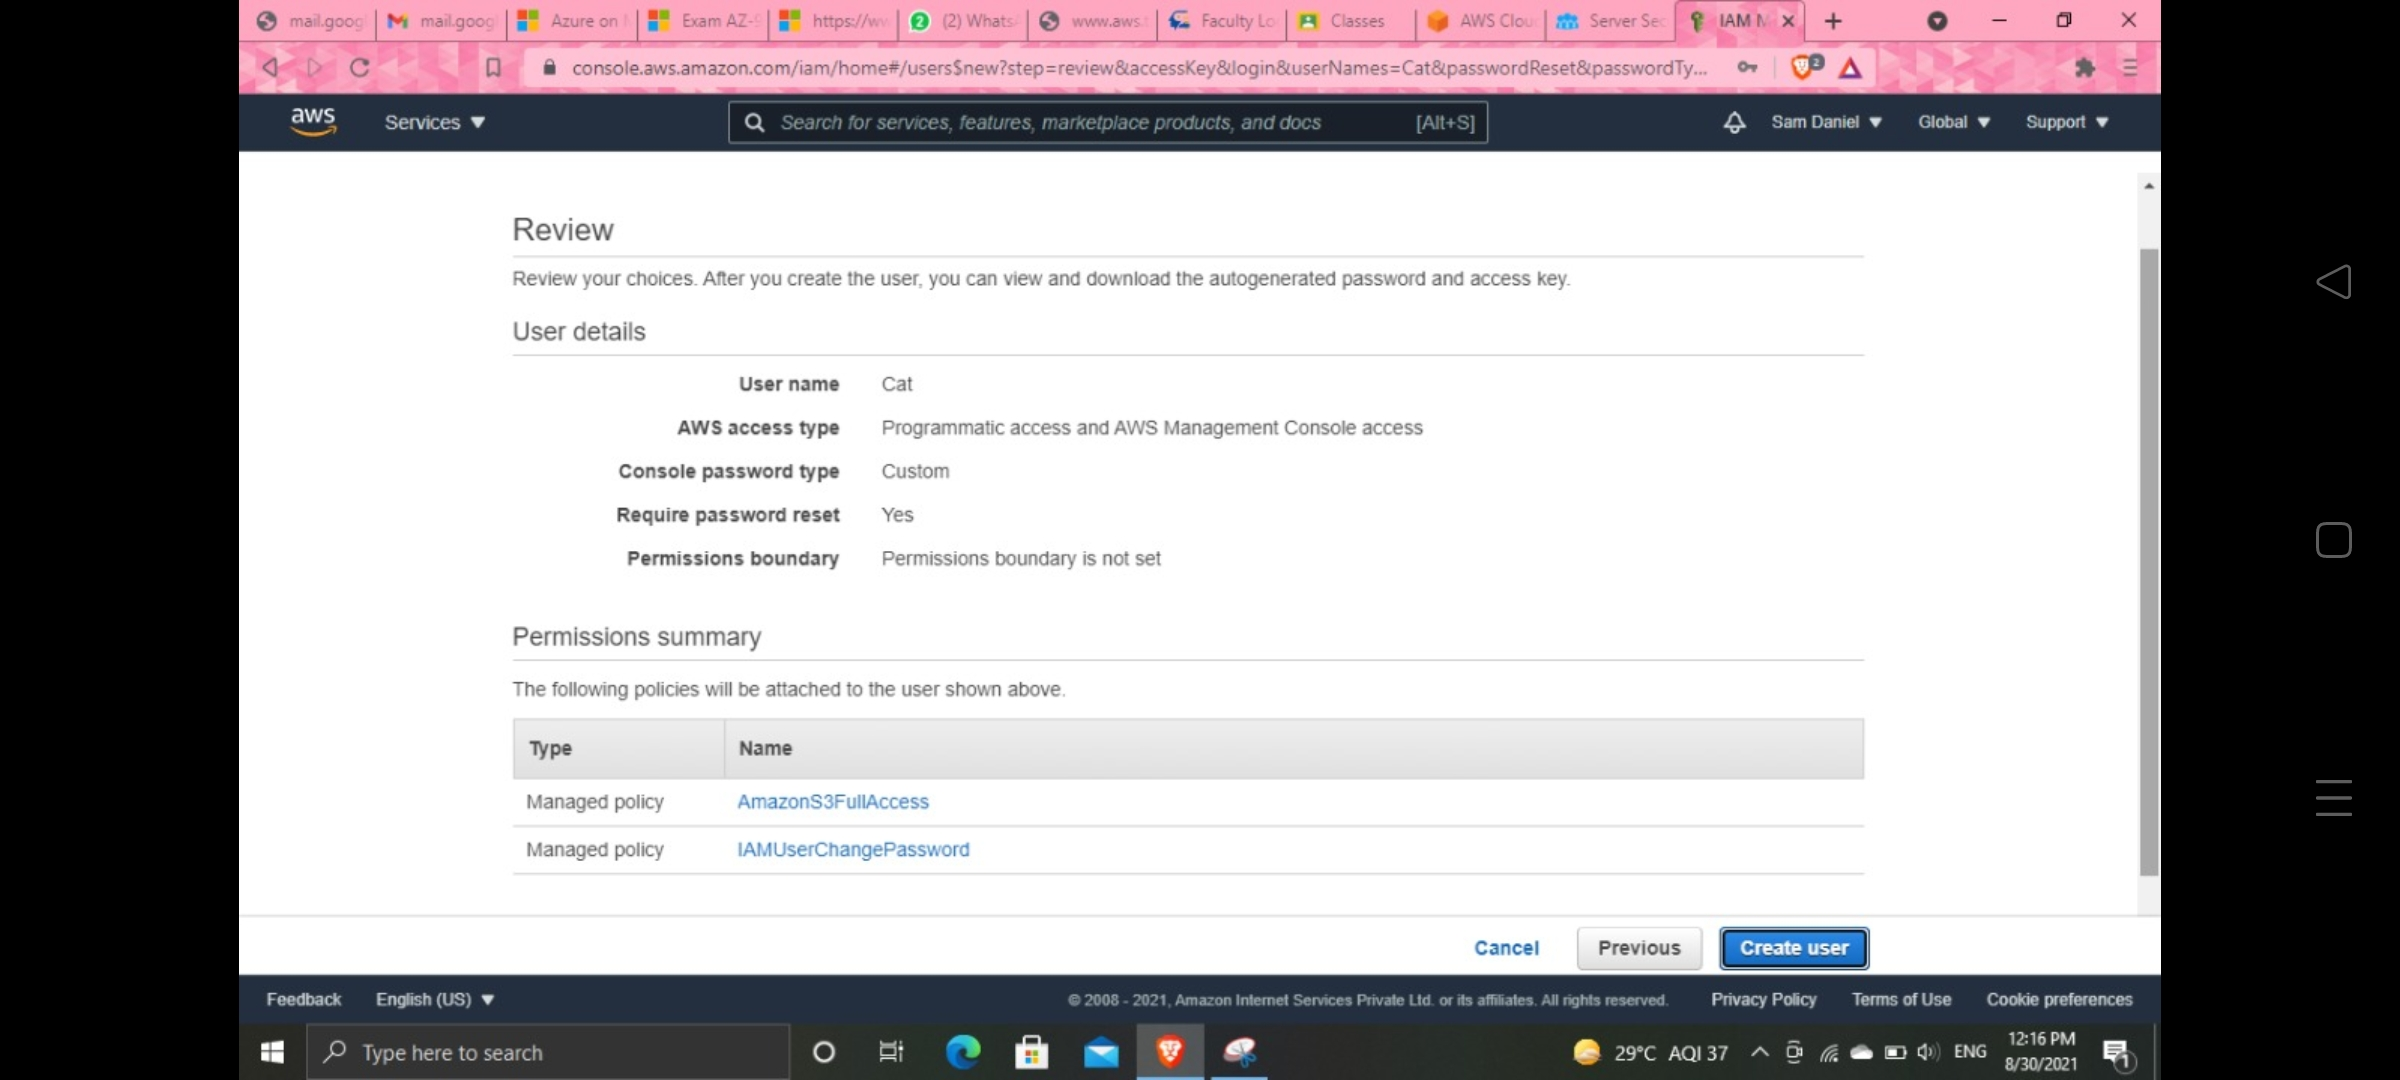 mail.goog mail.goog Azure on Exam AZ-9 https://ww (2) Whats www.aws. Faculty Lo Classes AWS Clou Server Sec IAM M
console.aws.amazon.com/iam/home#/users$new?step=review&accessKey&login&userNames=Cat&passwordReset&passwordTy... 2
aws Services Search for services, features, marketplace products, and docs [Alt+S] Sam Daniel Global Support
Review
Review your choices. After you create the user, you can view and download the autogenerated password and access key.
User details
User name Cat
AWS access type Programmatic access and AWS Management Console access
Console password type Custom
Require password reset Yes
Permissions boundary Permissions boundary is not set
Permissions summary
The following policies will be attached to the user shown above.
Type Name
Managed policy AmazonS3FullAccess
Managed policy IAMUserChangePassword
Cancel Previous Create user
Feedback English (US) © 2008 - 2021, Amazon Internet Services Private Ltd. or its affiliates. All rights reserved. Privacy Policy Terms of Use Cookie preferences
Type here to search 29°C AQI 37 ENG 12:16 PM
8/30/2021 1